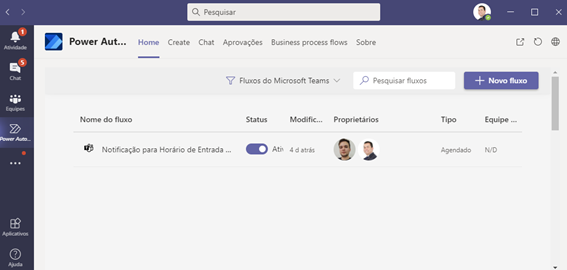 Pesquisar
1
Atividade
5
Chat
Equipes
Power Auto...
Aplicativos
Ajuda
Power Aut... Home Create Chat Aprovações Business process flows Sobre
Fluxos do Microsoft Teams Pesquisar fluxos + Novo fluxo
Nome do fluxo Status Modific... Proprietários Tipo Equipe ...
Notificação para Horário de Entrada ... Ativ 4 d atrás Agendado N/D